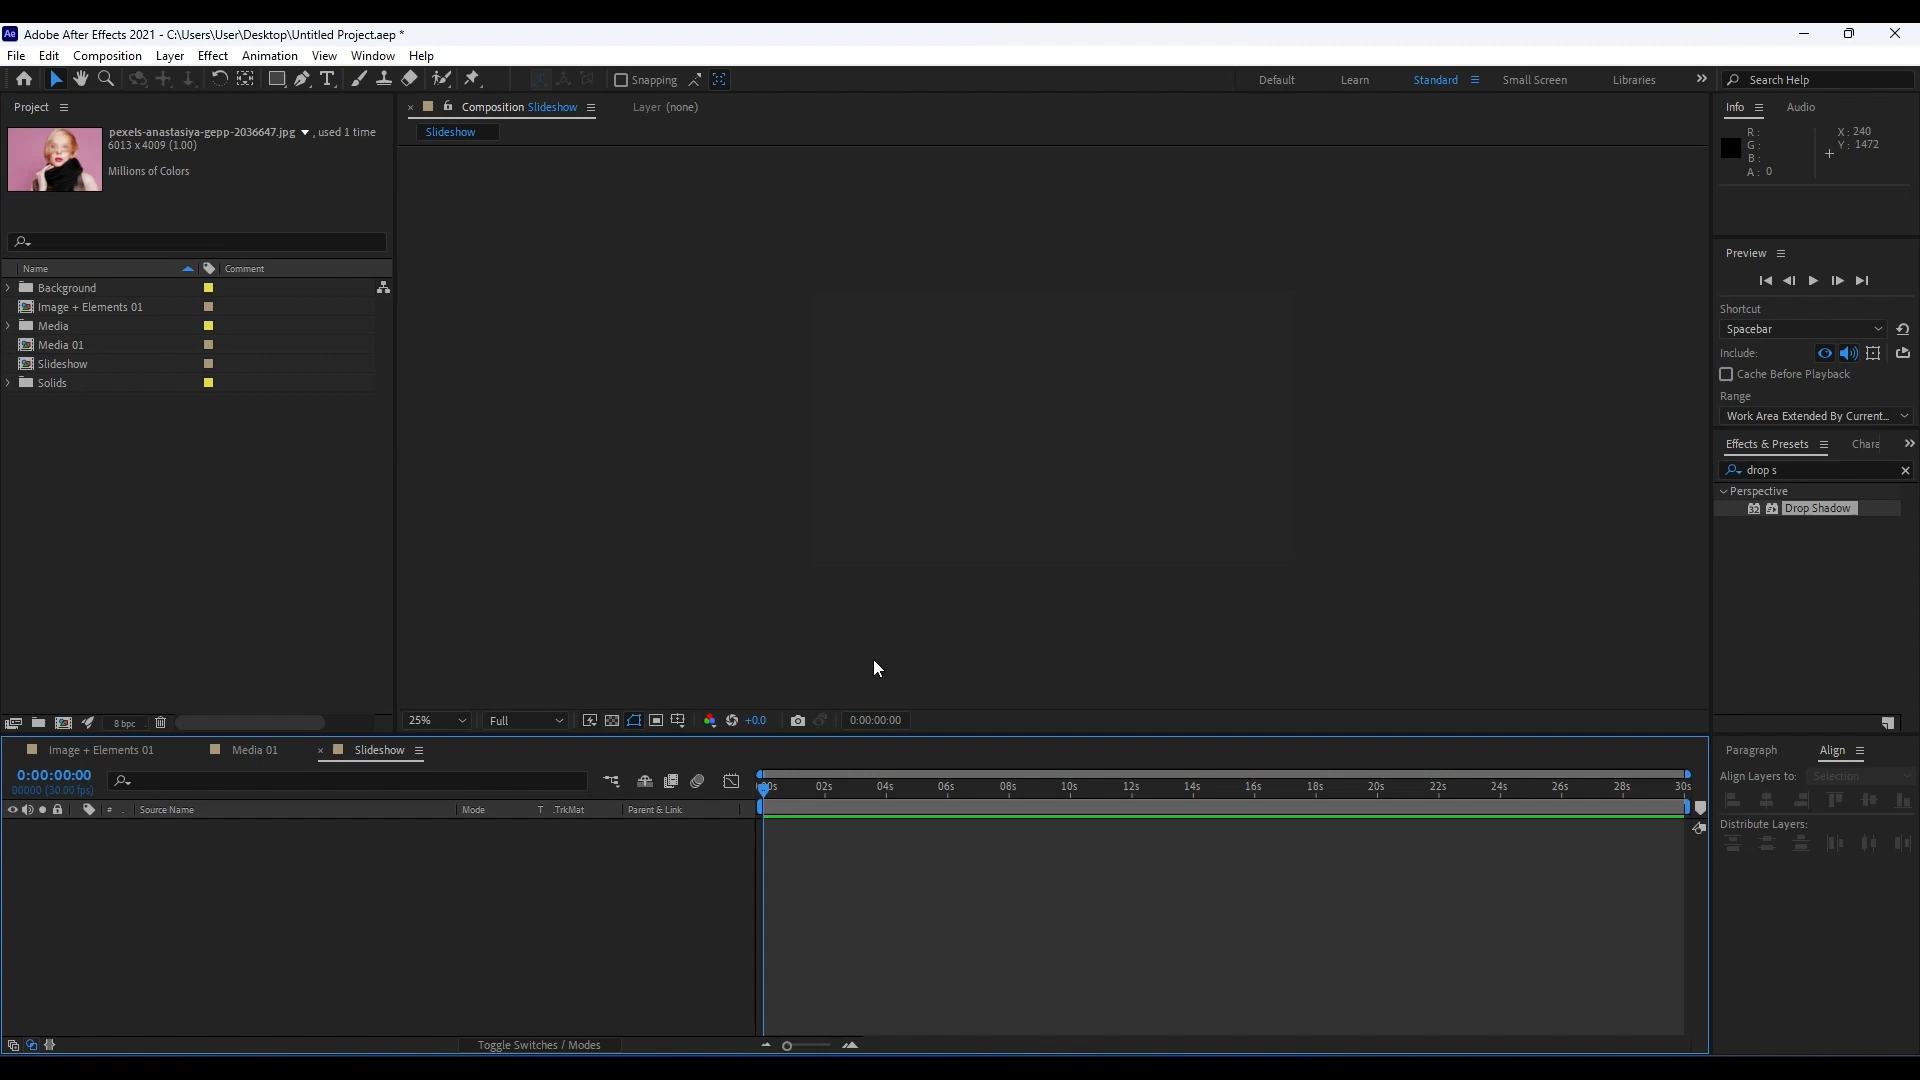 Ae Adobe After Effects 2021 - C:\Users\User\Desktop\Untitled Project.aep *
File Edit Composition Layer Effect Animation Window View Help
Snapping Default Learn Standard Small Screen Libraries Search Help
Project
Composition Slideshow Layer (none)
Slideshow
pexels-anastasiya-gepp-2036647.jpg , used 1 time
6013 x 4009 (1.00)
Millions of Colors
Name Comment
Background
Image + Elements 01
Media
Media 01
Slideshow
Solids
8 bpc
25% Full +0.0 0:00:00:00
Info Audio
R : X : 240
G : Y : 1472
B :
A : 0
Preview
Shortcut
Spacebar
Include:
Cache Before Playback
Range
Work Area Extended By Current...
Effects & Presets Chara
drop s
Perspective
32 Drop Shadow
Image + Elements 01 Media 01 Slideshow
0:00:00:00
00000 (30.00 fps)
02s 04s 06s 08s 10s 12s 14s 16s 18s 20s 22s 24s 26s 28s 30s
# . Source Name Mode T .TrkMat Parent & Link
Toggle Switches / Modes
Paragraph Align
Align Layers to: Selection
Distribute Layers: